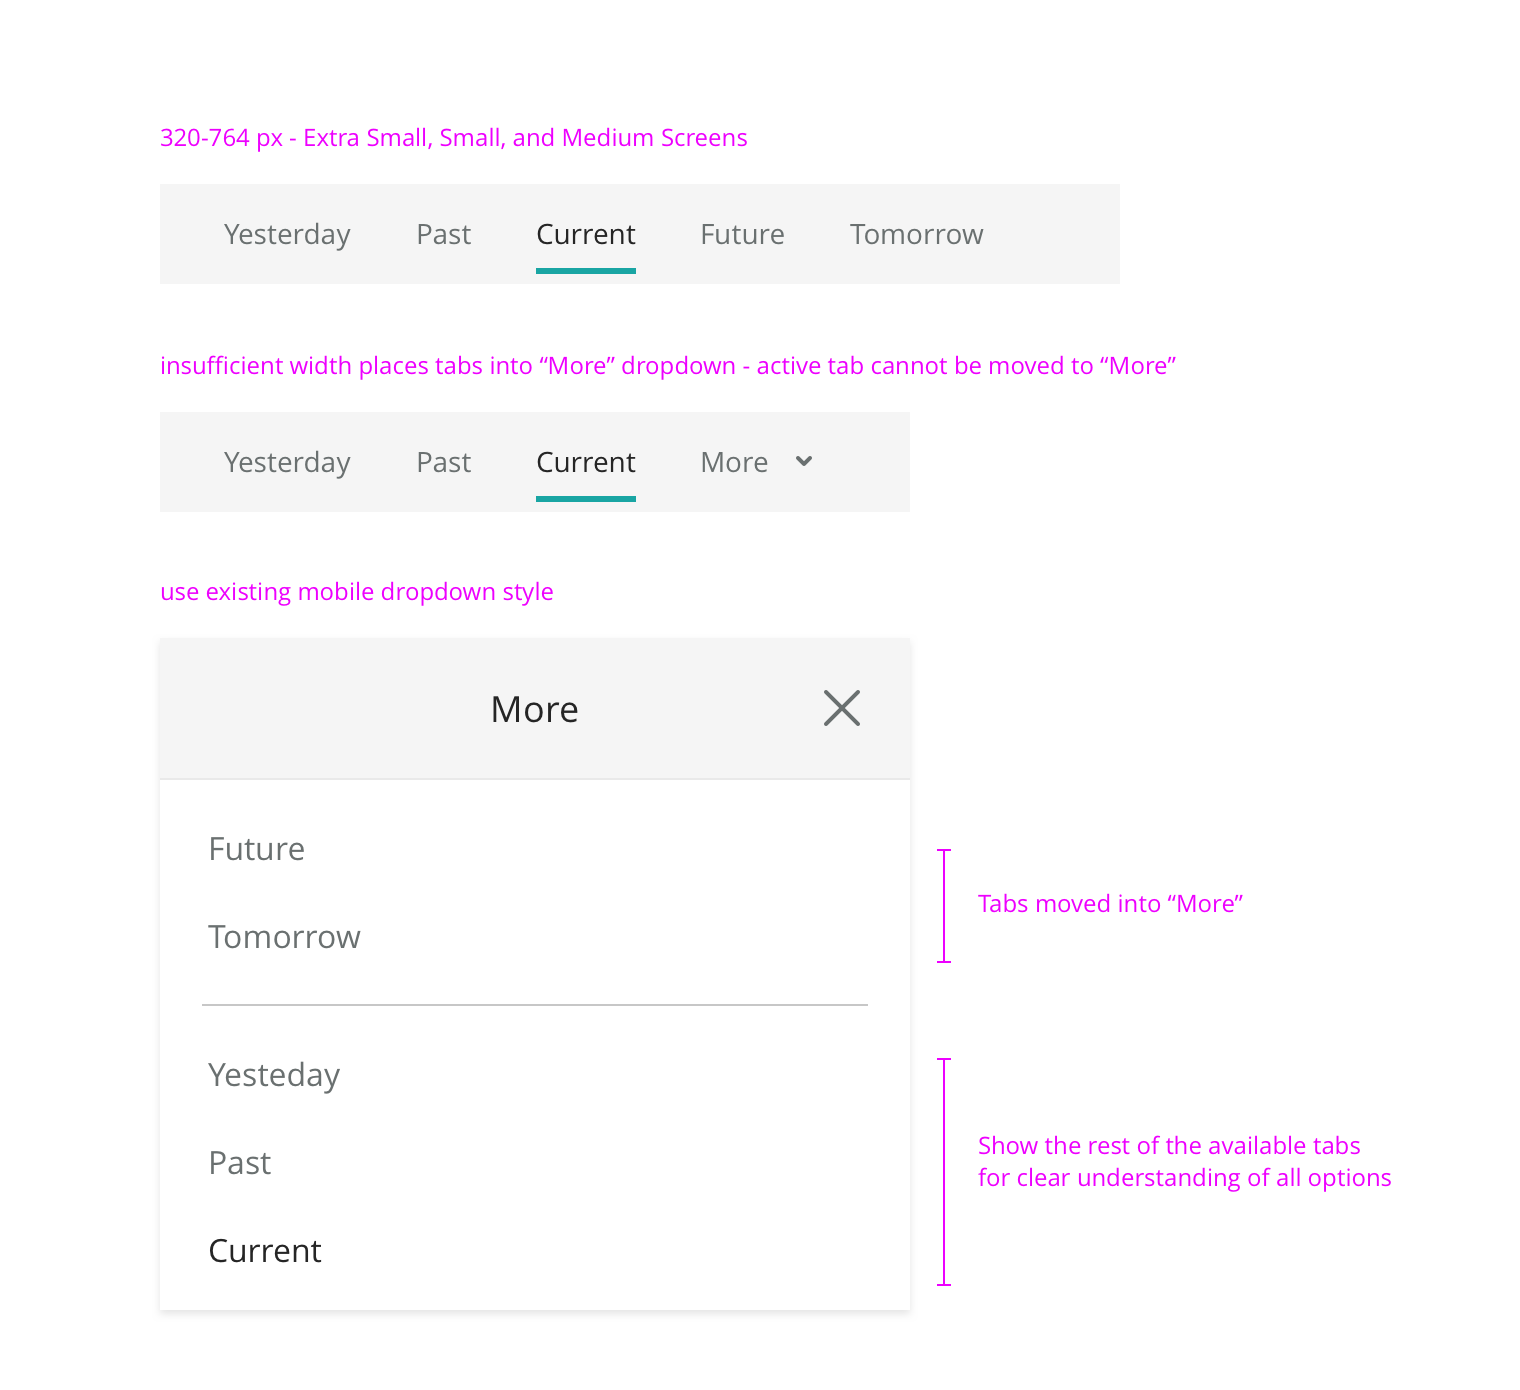 320-764 px - Extra Small, Small, and Medium Screens
Yesterday Past Current Future Tomorrow
insufficient width places tabs into “More” dropdown - active tab cannot be moved to “More”
Yesterday Past Current More
use existing mobile dropdown style
More
Future
Tomorrow
Tabs moved into “More”
Yesteday
Past
Current
Show the rest of the available tabs
for clear understanding of all options